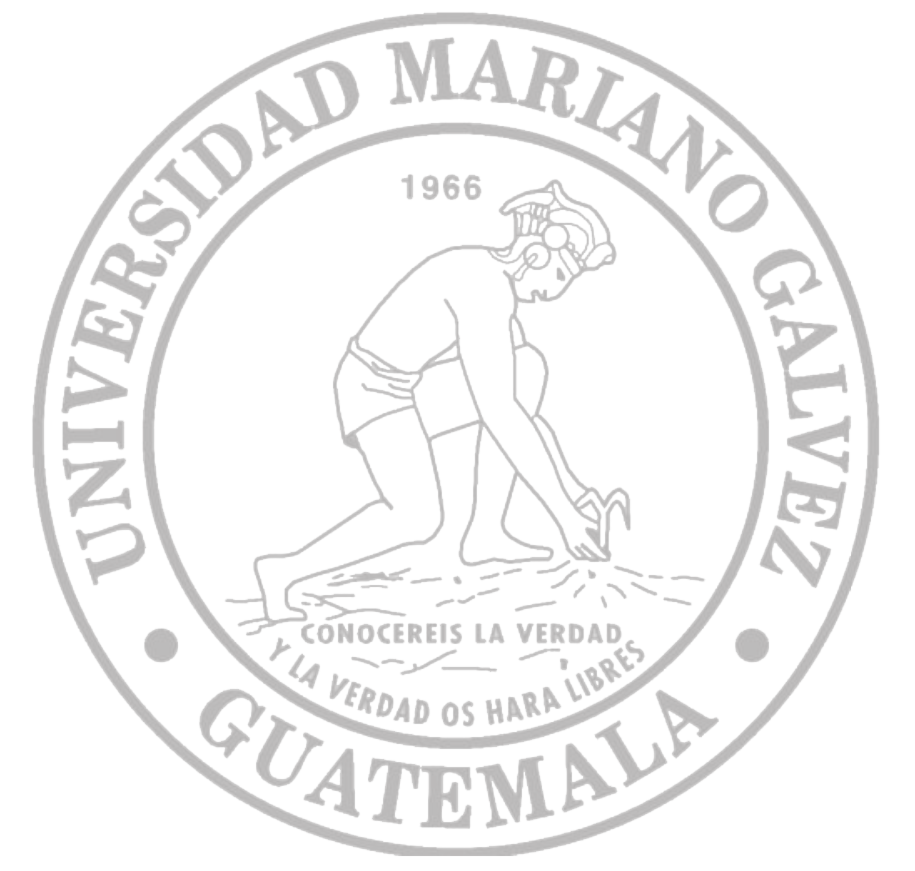 UNIVERSIDAD MARIANO GALVEZ
1966
CONOCEREIS LA VERDAD
Y LA VERDAD OS HARA LIBRES
GUATEMALA